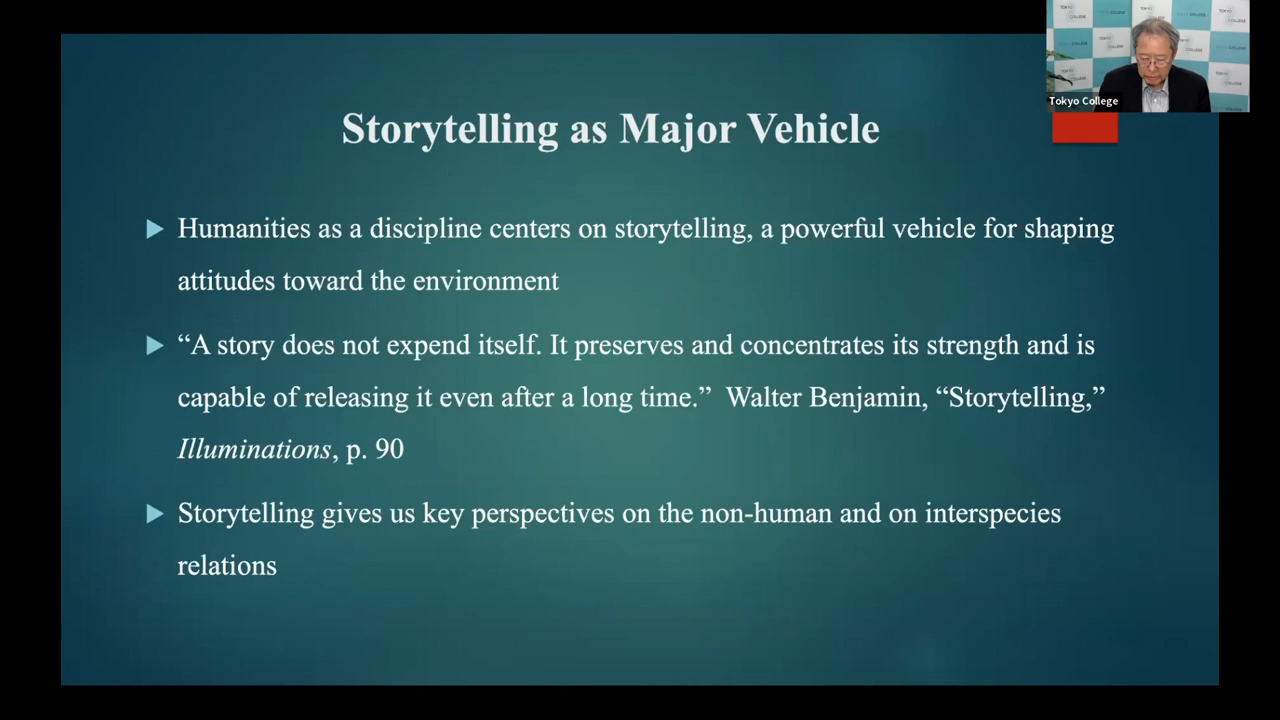 Tokyo College
Storytelling as Major Vehicle
Humanities as a discipline centers on storytelling, a powerful vehicle for shaping
attitudes toward the environment
“A story does not expend itself. It preserves and concentrates its strength and is
capable of releasing it even after a long time.” Walter Benjamin, “Storytelling,”
Illuminations, p. 90
Storytelling gives us key perspectives on the non-human and on interspecies
relations